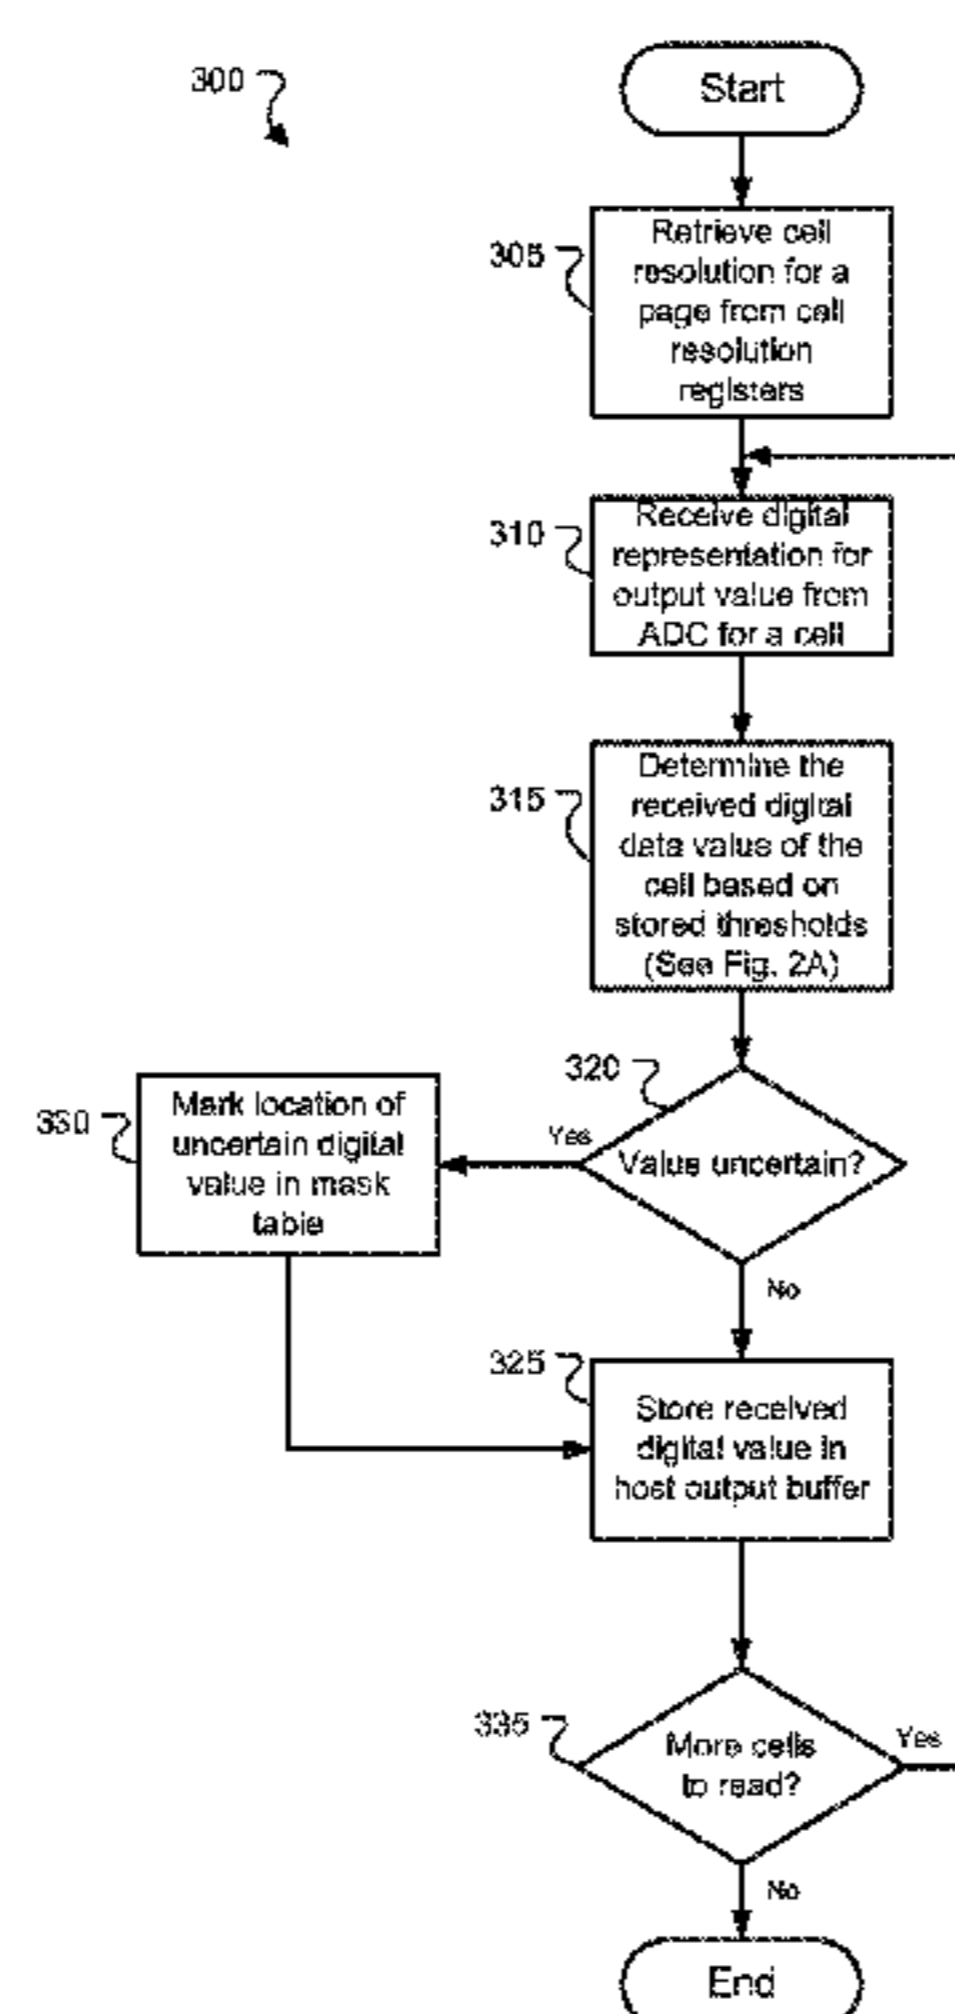 300
Start
305
Retrieve cell
resolution for a
page from cell
resolution
registers
310
Receive digital
representation for
output value from
ADC for a cell
315
Determine the
received digital
data value of the
cell based on
stored thresholds
(See Fig. 2A)
320
Value uncertain?
Yes
330
Mark location of
uncertain digital
value in mask
table
No
325
Store received
digital value in
host output buffer
335
More cells
to read?
Yes
No
End